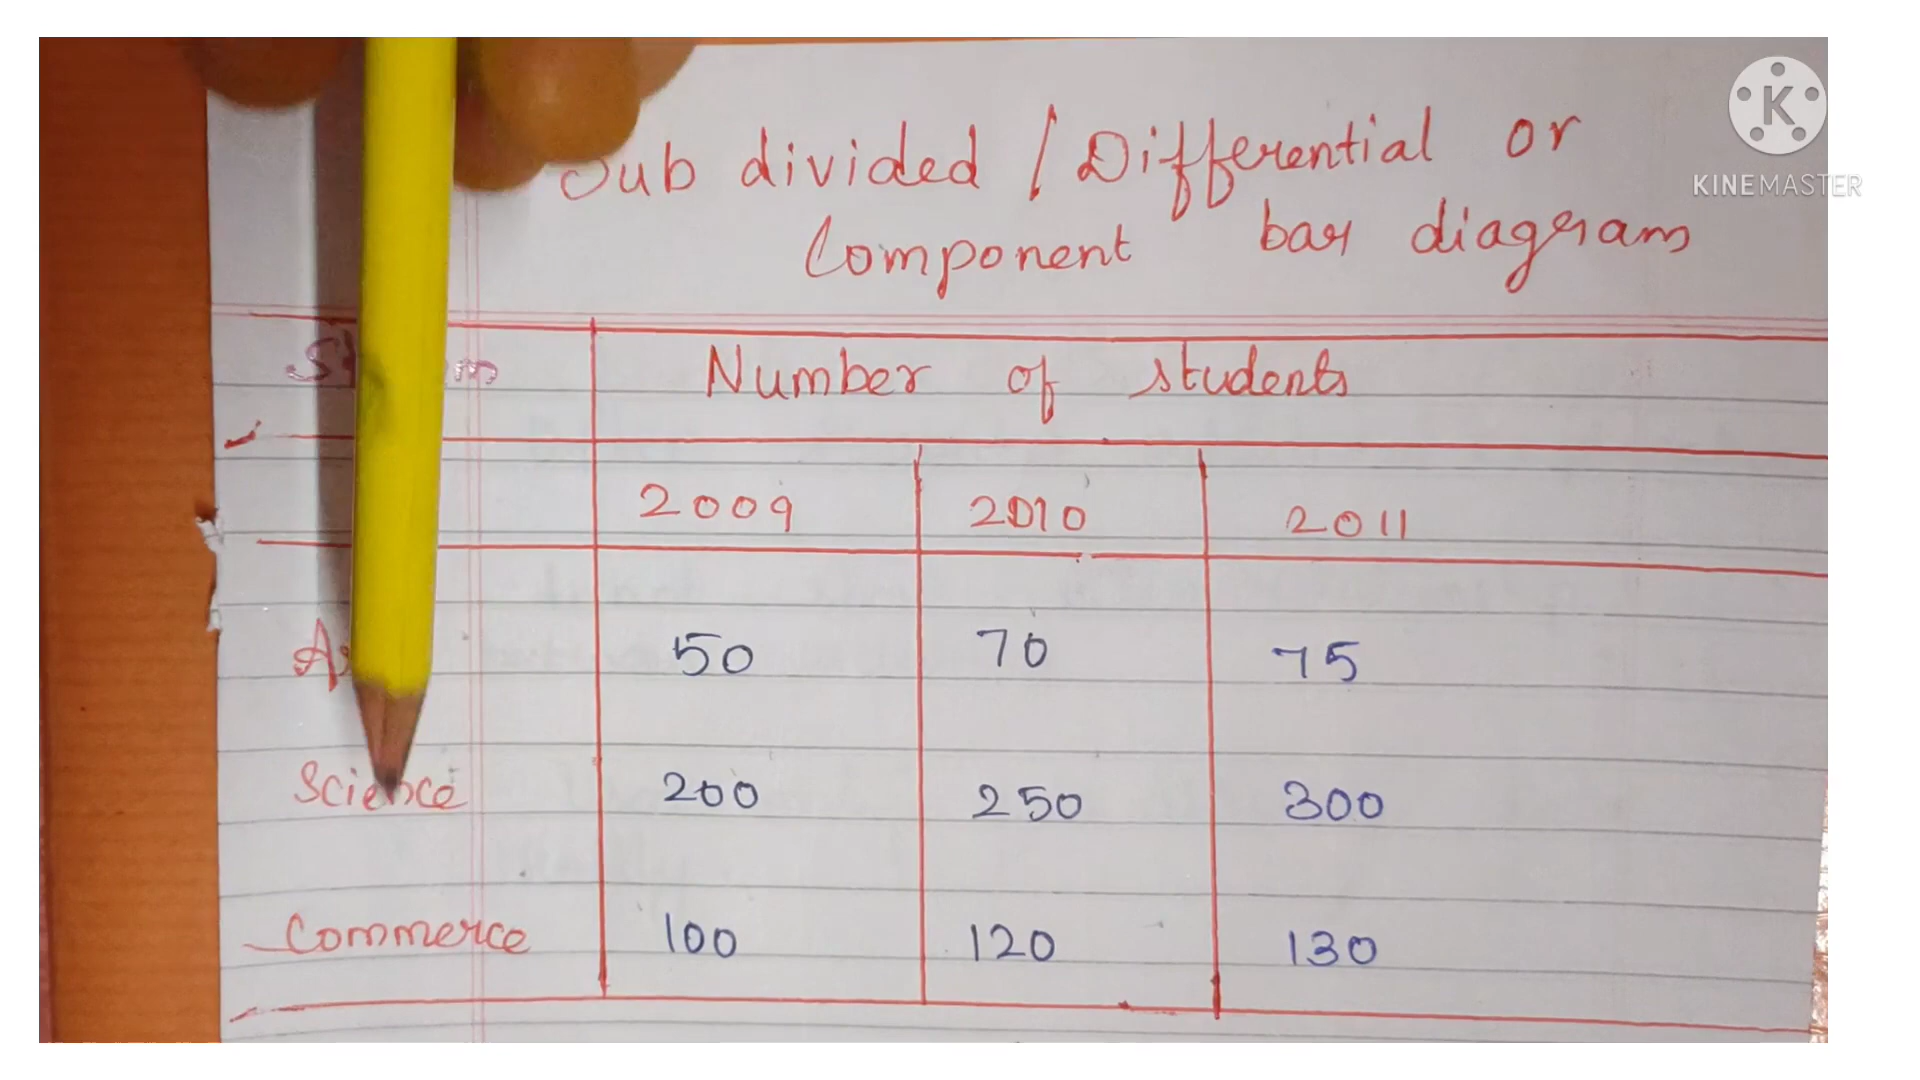 Sub divided / Differential or
Component bar diagram
KINEMASTER
Number of students
2009 2010 2011
50 70 75
Science 200 250 300
Commerce 100 120 130